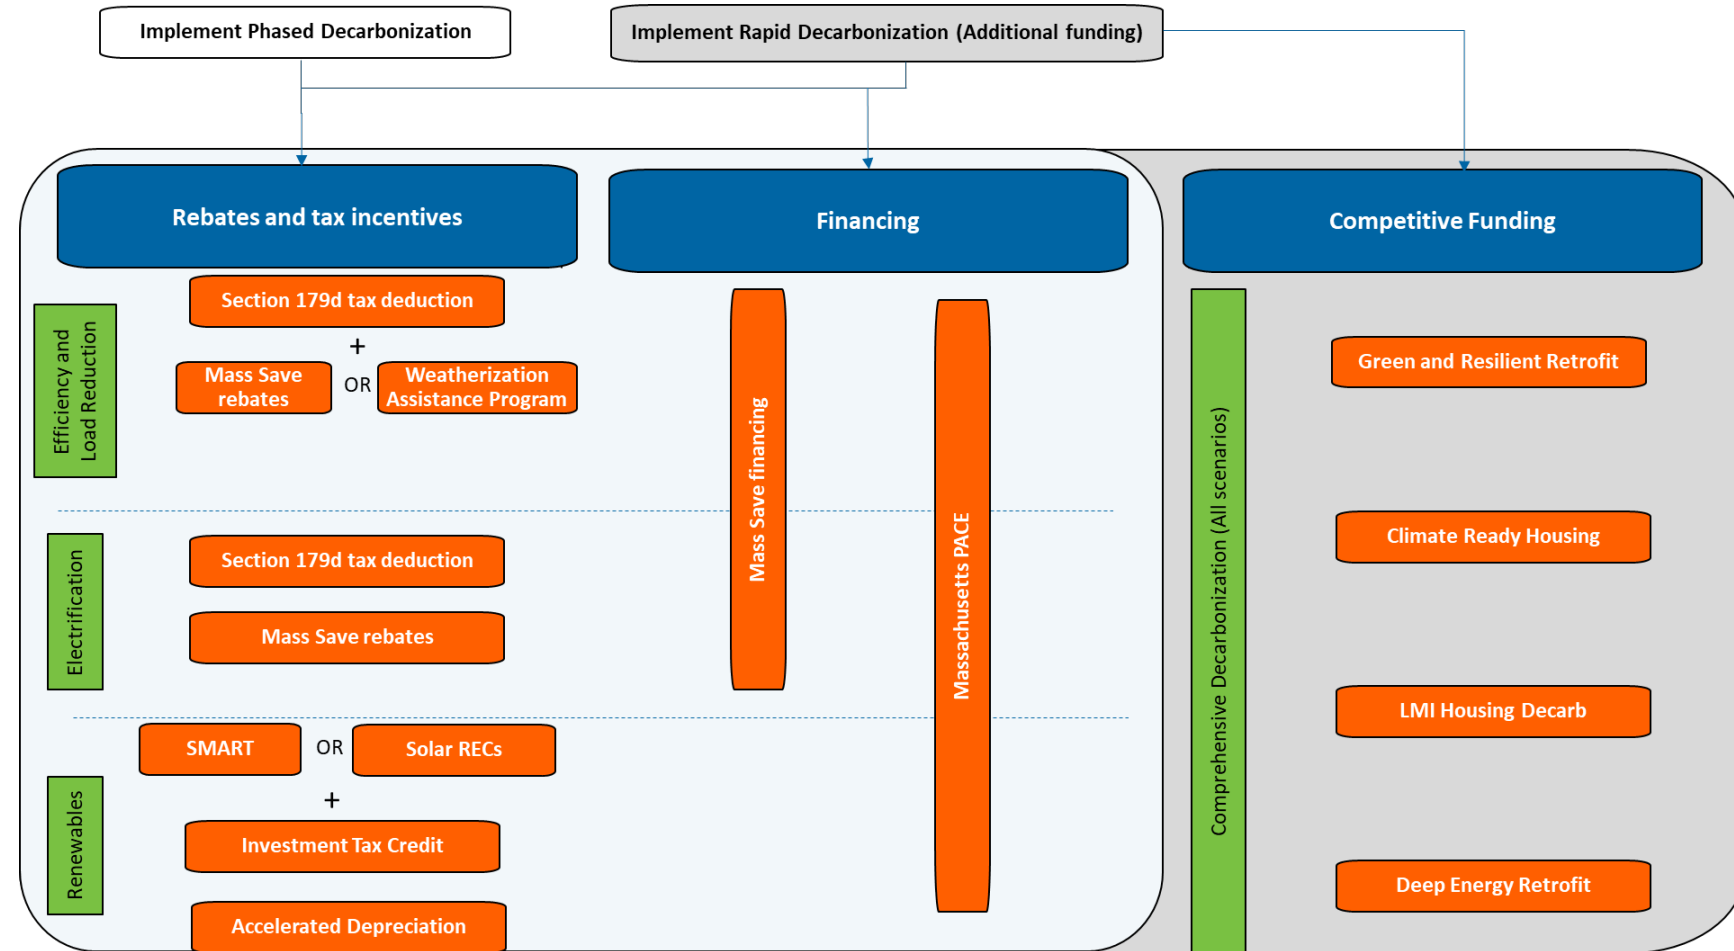 Implement Phased Decarbonization
Implement Rapid Decarbonization (Additional funding)
Rebates and tax incentives
Financing
Competitive Funding
Efficiency and
Load Reduction
Section 179d tax deduction
+
Mass Save
rebates
OR
Weatherization
Assistance Program
Electrification
Section 179d tax deduction
Mass Save rebates
Renewables
SMART
OR
Solar RECs
+
Investment Tax Credit
Accelerated Depreciation
Mass Save financing
Massachusetts PACE
Comprehensive Decarbonization (All scenarios)
Green and Resilient Retrofit
Climate Ready Housing
LMI Housing Decarb
Deep Energy Retrofit